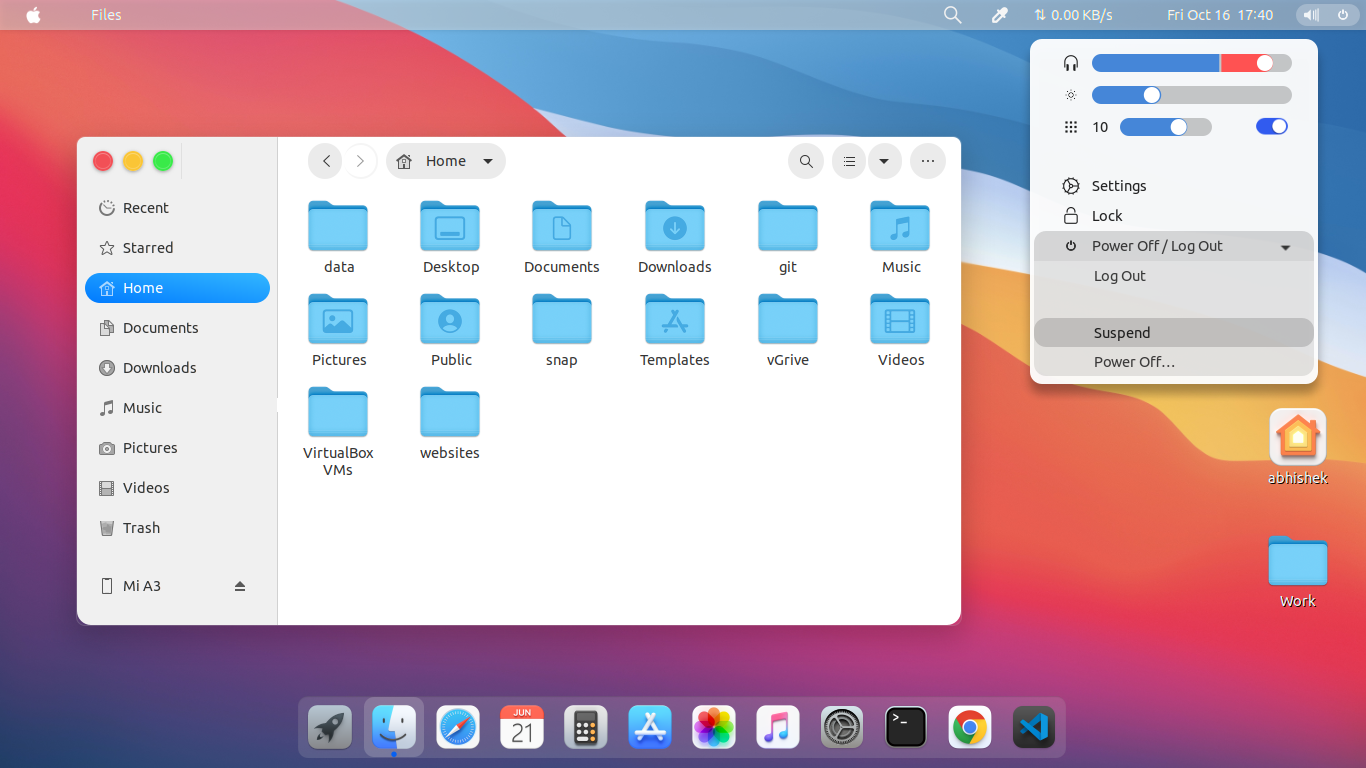 Files
0.00 KB/s
Fri Oct 16 17:40
10
Settings
Lock
Power Off / Log Out
Log Out
Suspend
Power Off...
Home
Recent
Starred
Home
Documents
Downloads
Music
Pictures
Videos
Trash
Mi A3
data
Desktop
Documents
Downloads
git
Music
Pictures
Public
snap
Templates
vGrive
Videos
VirtualBox
VMs
websites
abhishek
Work
JUN
21
>_